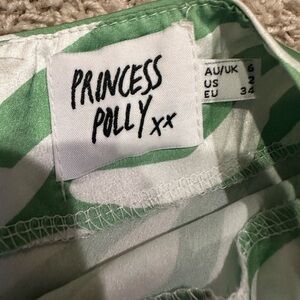 PRINCESS
POLLY xx
AU/UK 6
US 2
EU 34